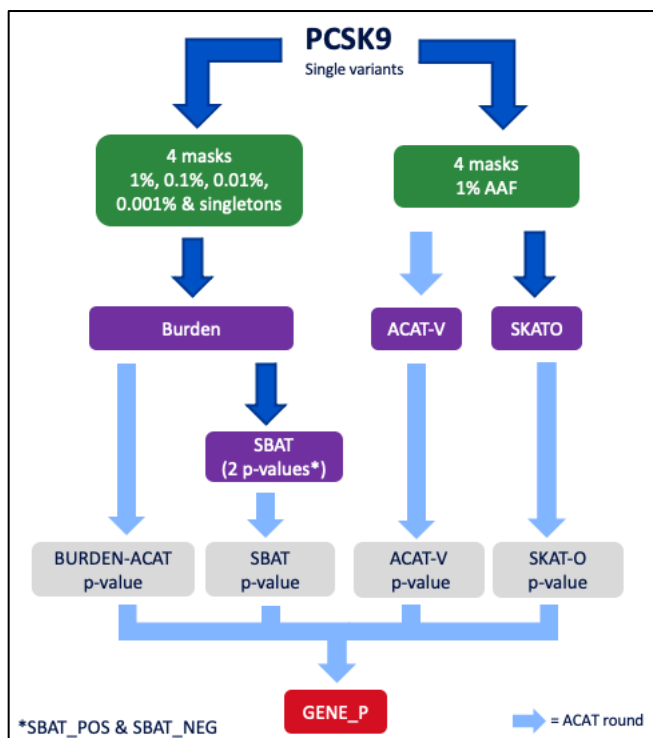 PCSK9
Single variants
4 masks
1%, 0.1%, 0.01%,
0.001% & singletons
4 masks
1% AAF
Burden
ACAT-V
SKATO
SBAT
(2 p-values*)
BURDEN-ACAT
p-value
SBAT
p-value
ACAT-V
p-value
SKAT-O
p-value
GENE_P
*SBAT_POS & SBAT_NEG
= ACAT round